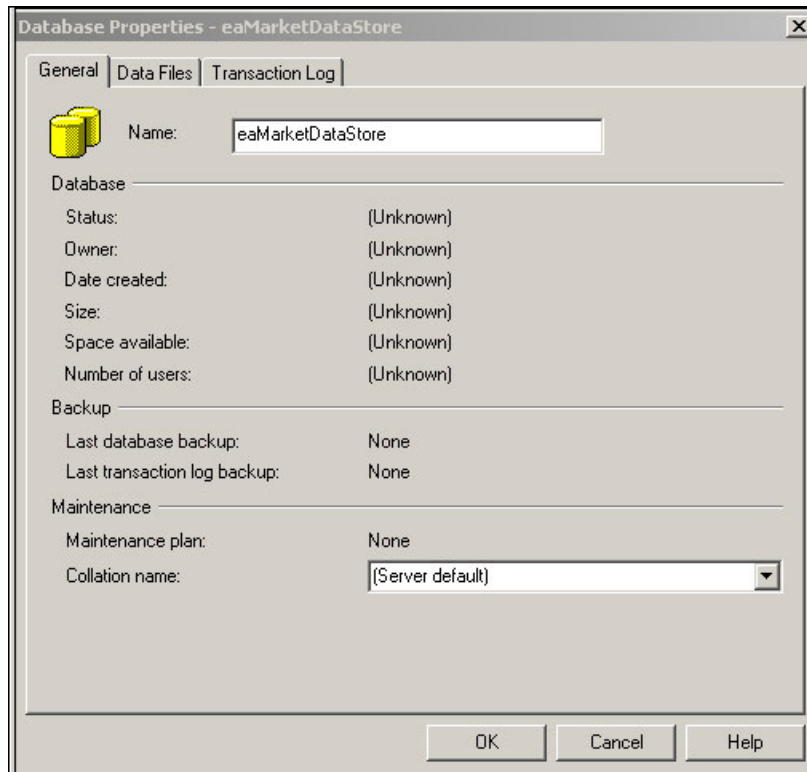 Database Properties - eaMarketDataStore
General Data Files Transaction Log
Name: eaMarketDataStore
Database
Status: (Unknown)
Owner: (Unknown)
Date created: (Unknown)
Size: (Unknown)
Space available: (Unknown)
Number of users: (Unknown)
Backup
Last database backup: None
Last transaction log backup: None
Maintenance
Maintenance plan: None
Collation name: (Server default)
OK Cancel Help